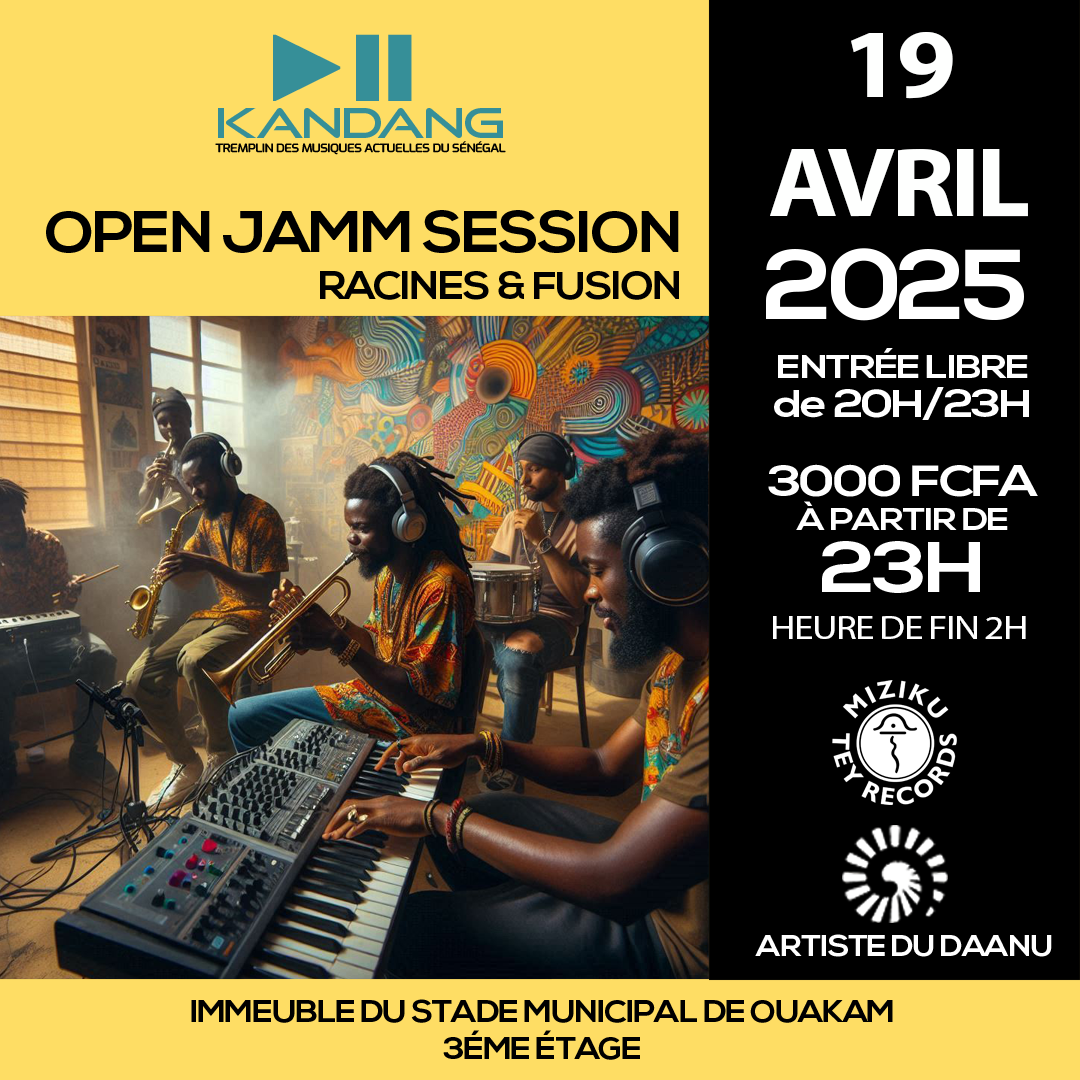 KANDANG
TREMPLIN DES MUSIQUES ACTUELLES DU SÉNÉGAL
OPEN JAMM SESSION
RACINES & FUSION
19
AVRIL
2025
ENTRÉE LIBRE
de 20H/23H
3000 FCFA
À PARTIR DE
23H
HEURE DE FIN 2H
MIZIKU
TEY RECORDS
ARTISTE DU DAANU
IMMEUBLE DU STADE MUNICIPAL DE OUAKAM
3ÉME ÉTAGE